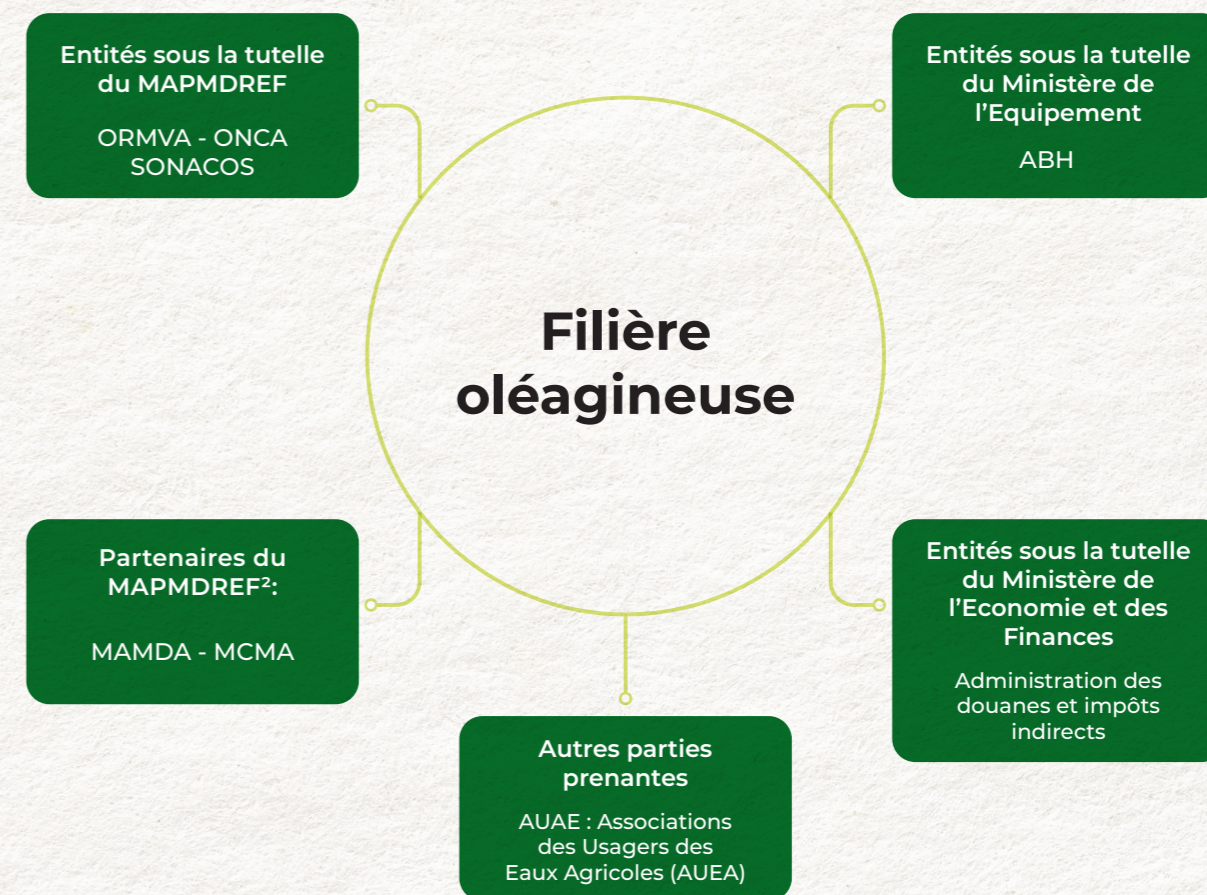 Entités sous la tutelle
du MAPMDREF
ORMVA - ONCA
SONACOS
Entités sous la tutelle
du Ministère de
l'Equipement
ABH
Filière
oléagineuse
Partenaires du
MAPMDREF²:
MAMDA - MCMA
Entités sous la tutelle
du Ministère de
l'Economie et des
Finances
Administration des
douanes et impôts
indirects
Autres parties
prenantes
AUAE : Associations
des Usagers des
Eaux Agricoles (AUEA)